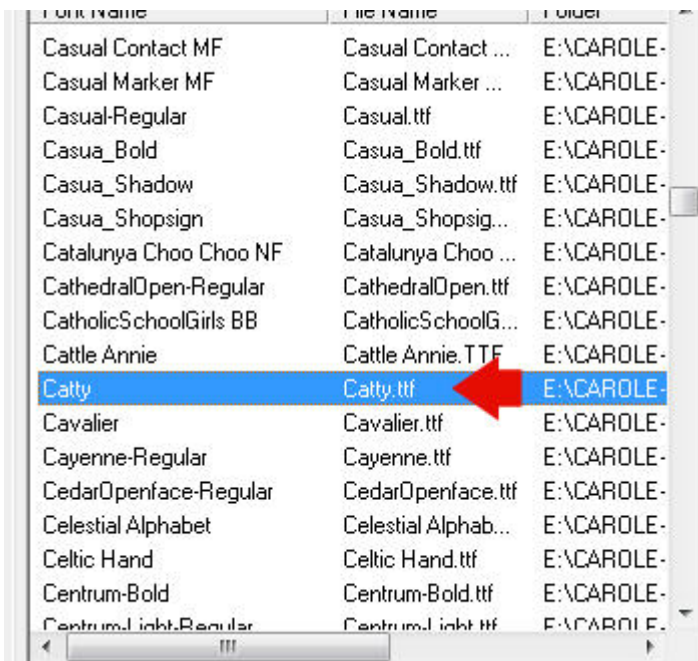 Font Name File Name Folder
Casual Contact MF Casual Contact ... E:\CAROLE-
Casual Marker MF Casual Marker ... E:\CAROLE-
Casual-Regular Casual.ttf E:\CAROLE-
Casua_Bold Casua_Bold.ttf E:\CAROLE-
Casua_Shadow Casua_Shadow.ttf E:\CAROLE-
Casua_Shopsign Casua_Shopsig... E:\CAROLE-
Catalunya Choo Choo NF Catalunya Choo ... E:\CAROLE-
CathedralOpen-Regular CathedralOpen.ttf E:\CAROLE-
CatholicSchoolGirls BB CatholicSchoolG... E:\CAROLE-
Cattle Annie Cattle Annie.TTF E:\CAROLE-
Catty Catty.ttf E:\CAROLE-
Cavalier Cavalier.ttf E:\CAROLE-
Cayenne-Regular Cayenne.ttf E:\CAROLE-
CedarOpenface-Regular CedarOpenface.ttf E:\CAROLE-
Celestial Alphabet Celestial Alphab... E:\CAROLE-
Celtic Hand Celtic Hand.ttf E:\CAROLE-
Centrum-Bold Centrum-Bold.ttf E:\CAROLE-
Centrum-Light-Regular Centrum-Light.ttf E:\CAROLE-